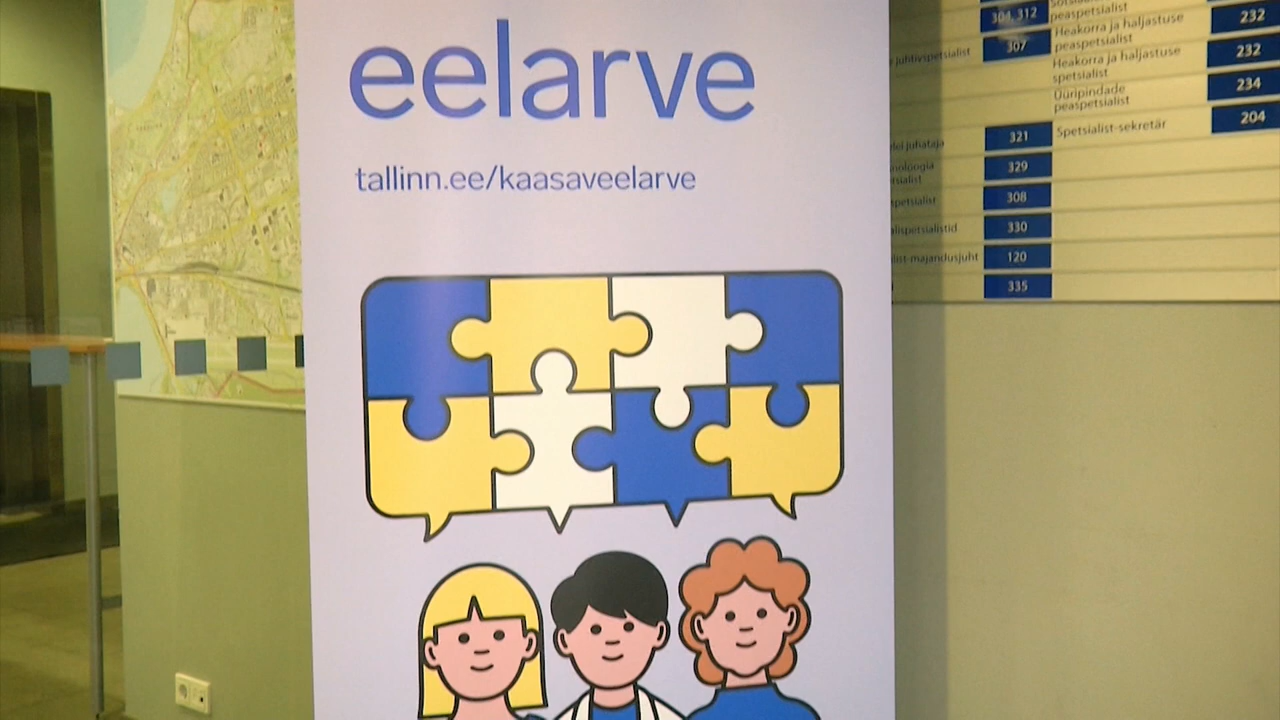 eelarve
tallinn.ee/kaasaveelarve
304, 312
307
juhtivspetsialist
321
329
308
330
120
335
peaspetsialist
Heakorra ja haljastuse
peaspetsialist
Heakorra ja haljastuse
spetsialist
Üüripindade
peaspetsialist
Spetsialist-sekretär
232
232
234
204